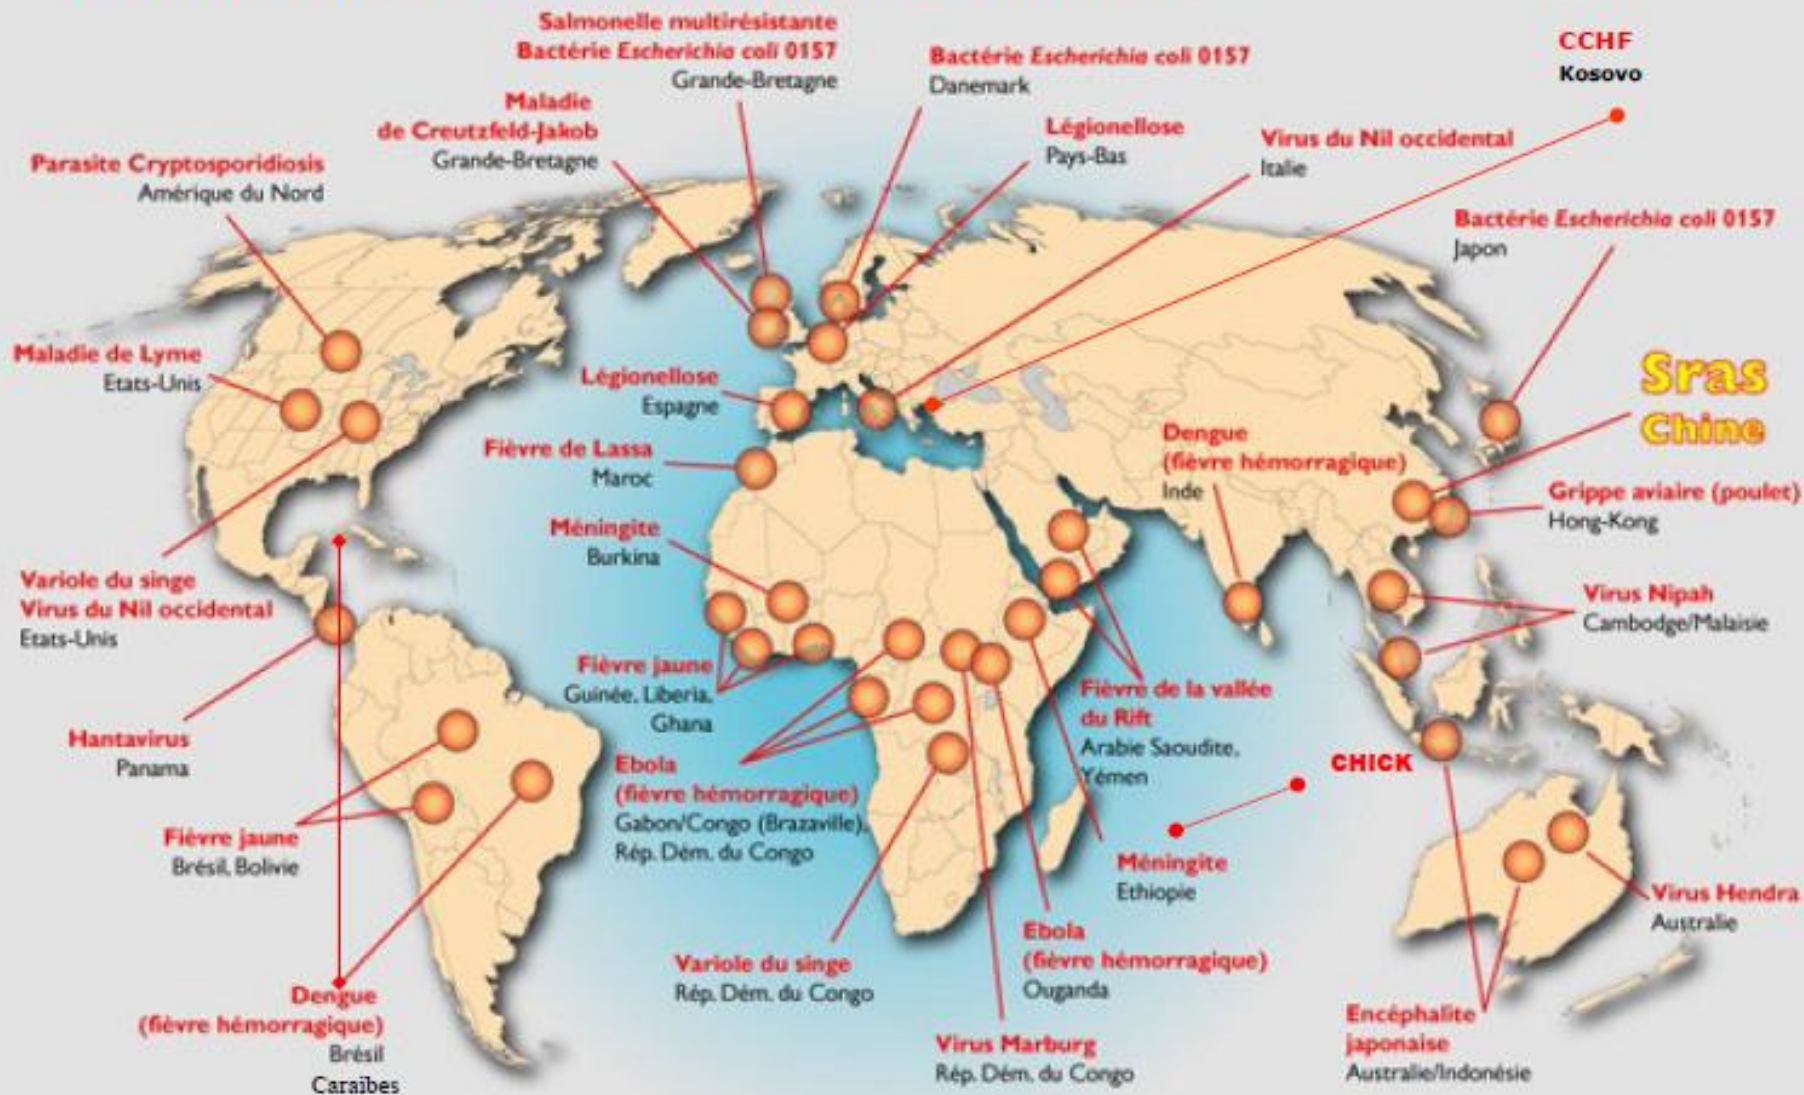 Salmonelle multirésistante
Bactérie Escherichia coli 0157
Grande-Bretagne
Bactérie Escherichia coli 0157
Danemark
CCHF
Kosovo
Maladie
de Creutzfeld-Jakob
Grande-Bretagne
Légionellose
Pays-Bas
Virus du Nil occidental
Italie
Parasite Cryptosporidiosis
Amérique du Nord
Bactérie Escherichia coli 0157
Japon
Maladie de Lyme
Etats-Unis
Légionellose
Espagne
Sras
Chine
Fièvre de Lassa
Maroc
Dengue
(fièvre hémorragique)
Inde
Grippe aviaire (poulet)
Hong-Kong
Méningite
Burkina
Variole du singe
Virus du Nil occidental
Etats-Unis
Virus Nipah
Cambodge/Malaisie
Fièvre jaune
Guinée, Liberia,
Ghana
Fièvre de la vallée
du Rift
Arabie Saoudite,
Yémen
Hantavirus
Panama
Ebola
(fièvre hémorragique)
Gabon/Congo (Brazaville),
Rép. Dém. du Congo
CHICK
Fièvre jaune
Brésil, Bolivie
Méningite
Ethiopie
Virus Hendra
Australie
Variole du singe
Rép. Dém. du Congo
Ebola
(fièvre hémorragique)
Ouganda
Dengue
(fièvre hémorragique)
Brésil
Caraïbes
Virus Marburg
Rép. Dém. du Congo
Encéphalite
japonaise
Australie/Indonésie